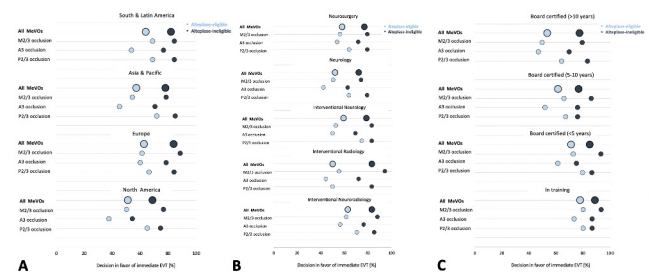 South & Latin America
Alteplase-eligible
Alteplase-ineligible
All MeVOs
M2/3 occlusion
A3 occlusion
P2/3 occlusion
Asia & Pacific
All MeVOs
M2/3 occlusion
A3 occlusion
P2/3 occlusion
Europe
All MeVOs
M2/3 occlusion
A3 occlusion
P2/3 occlusion
North America
All MeVOs
M2/3 occlusion
A3 occlusion
P2/3 occlusion
0 20 40 60 80 100
Decision in favor of immediate EVT [%]
A
Neurosurgery
Alteplase-eligible
Alteplase-ineligible
All MeVOs
M2/3 occlusion
A3 occlusion
P2/3 occlusion
Neurology
All MeVOs
M2/3 occlusion
A3 occlusion
P2/3 occlusion
Interventional Neurology
All MeVOs
M2/3 occlusion
A3 occlusion
P2/3 occlusion
Interventional Radiology
All MeVOs
M2/3 occlusion
A3 occlusion
P2/3 occlusion
Interventional Neuroradiology
All MeVOs
M2/3 occlusion
A3 occlusion
P2/3 occlusion
0 20 40 60 80 100
Decision in favor of immediate EVT [%]
B
Board certified (>10 years)
Alteplase-eligible
Alteplase-ineligible
All MeVOs
M2/3 occlusion
A3 occlusion
P2/3 occlusion
Board certified (5-10 years)
All MeVOs
M2/3 occlusion
A3 occlusion
P2/3 occlusion
Board certified (<5 years)
All MeVOs
M2/3 occlusion
A3 occlusion
P2/3 occlusion
In training
All MeVOs
M2/3 occlusion
A3 occlusion
P2/3 occlusion
0 20 40 60 80 100
Decision in favor of immediate EVT [%]
C